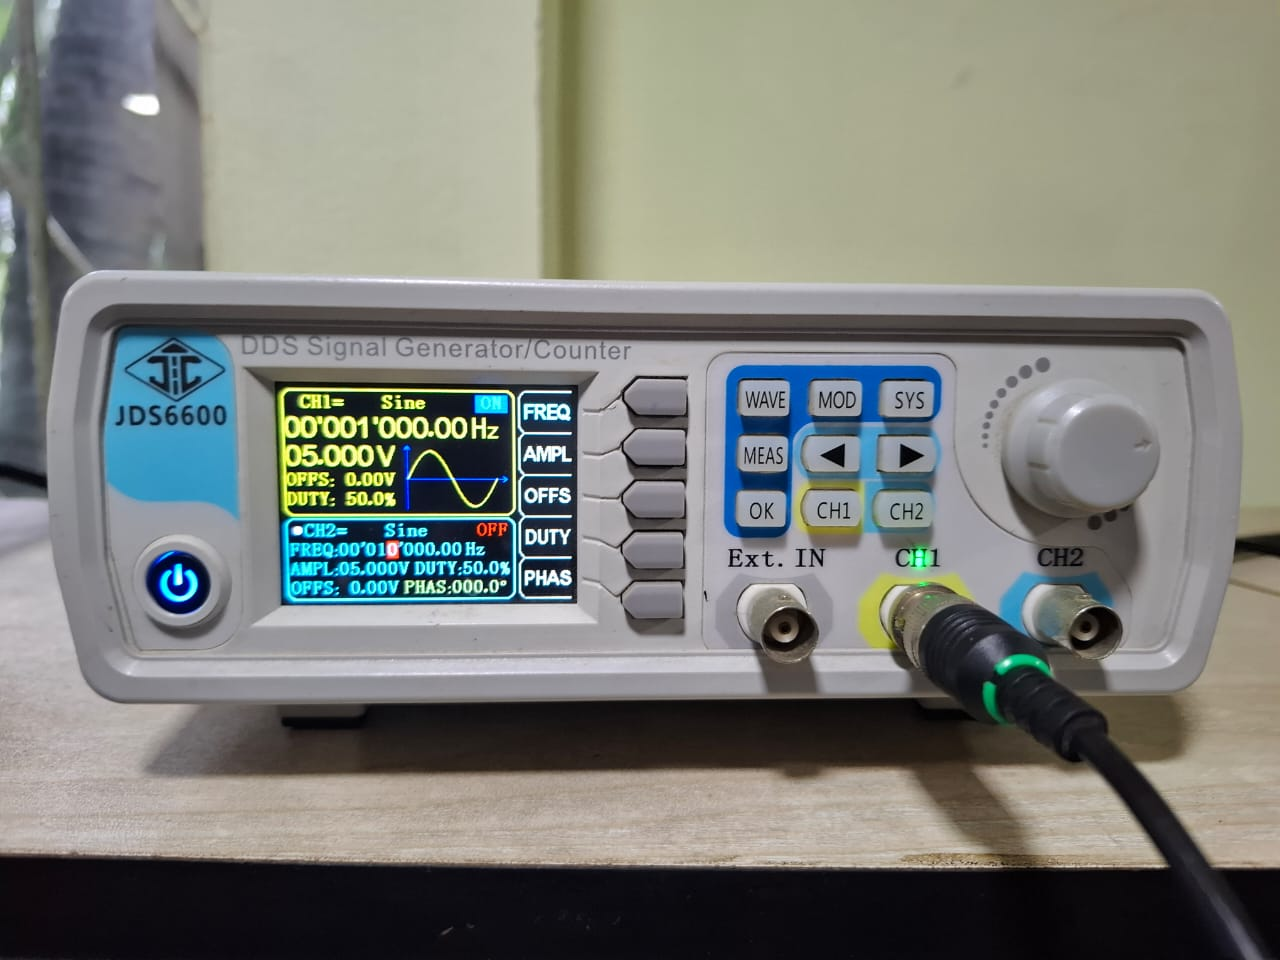 DDS Signal Generator/Counter
JDS6600
CH1= Sine ON
00'001'000.00 Hz
05.000V
OFFS: 0.00V
DUTY: 50.0%
CH2= Sine OFF
FREQ:00'010'000.00 Hz
AMPL:05.000V DUTY:50.0%
OFFS: 0.00V PHAS:000.0°
FREQ
AMPL
OFFS
DUTY
PHAS
WAVE MOD SYS
MEAS
OK CH1 CH2
Ext. IN CH1 CH2